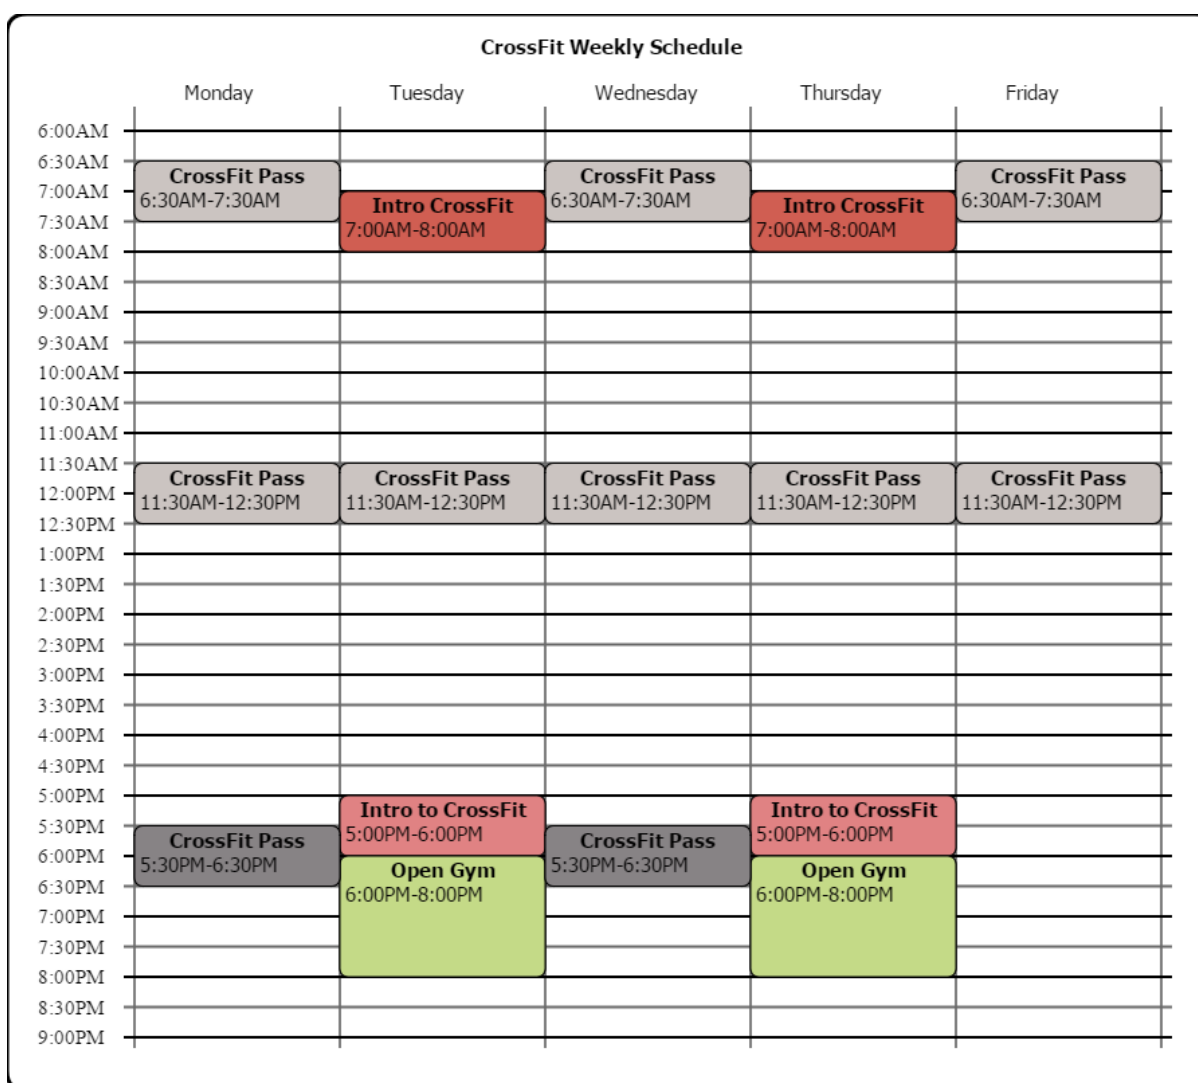 CrossFit Weekly Schedule
Monday Tuesday Wednesday Thursday Friday
6:00AM
6:30AM
CrossFit Pass CrossFit Pass CrossFit Pass
7:00AM
6:30AM-7:30AM 6:30AM-7:30AM 6:30AM-7:30AM
Intro CrossFit Intro CrossFit
7:30AM
7:00AM-8:00AM 7:00AM-8:00AM
8:00AM
8:30AM
9:00AM
9:30AM
10:00AM
10:30AM
11:00AM
11:30AM
CrossFit Pass CrossFit Pass CrossFit Pass CrossFit Pass CrossFit Pass
12:00PM
11:30AM-12:30PM 11:30AM-12:30PM 11:30AM-12:30PM 11:30AM-12:30PM 11:30AM-12:30PM
12:30PM
1:00PM
1:30PM
2:00PM
2:30PM
3:00PM
3:30PM
4:00PM
4:30PM
5:00PM
Intro to CrossFit Intro to CrossFit
5:30PM
5:00PM-6:00PM 5:00PM-6:00PM
CrossFit Pass CrossFit Pass
6:00PM
5:30PM-6:30PM 5:30PM-6:30PM
Open Gym Open Gym
6:30PM
6:00PM-8:00PM 6:00PM-8:00PM
7:00PM
7:30PM
8:00PM
8:30PM
9:00PM